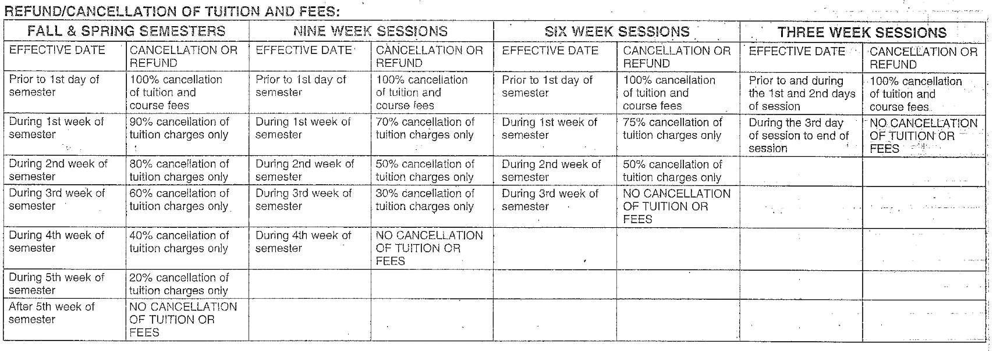 REFUND/CANCELLATION OF TUITION AND FEES:
FALL & SPRING SEMESTERS
NINE WEEK SESSIONS
SIX WEEK SESSIONS
THREE WEEK SESSIONS
EFFECTIVE DATE
CANCELLATION OR
REFUND
EFFECTIVE DATE
CANCELLATION OR
REFUND
EFFECTIVE DATE
CANCELLATION OR
REFUND
EFFECTIVE DATE
CANCELLATION OR
REFUND
Prior to 1st day of
semester
100% cancellation
of tuition and
course fees
Prior to 1st day of
semester
100% cancellation
of tuition and
course fees
Prior to 1st day of
semester
100% cancellation
of tuition and
course fees
Prior to and during
the 1st and 2nd days
of session
100% cancellation
of tuition and
course fees
During 1st week of
semester
90% cancellation of
tuition charges only
During 1st week of
semester
70% cancellation of
tuition charges only
During 1st week of
semester
75% cancellation of
tuition charges only
During the 3rd day
of session to end of
session
NO CANCELLATION
OF TUITION OR
FEES
During 2nd week of
semester
80% cancellation of
tuition charges only
During 2nd week of
semester
50% cancellation of
tuition charges only
During 2nd week of
semester
50% cancellation of
tuition charges only
During 3rd week of
semester
60% cancellation of
tuition charges only
During 3rd week of
semester
30% cancellation of
tuition charges only
During 3rd week of
semester
NO CANCELLATION
OF TUITION OR
FEES
During 4th week of
semester
40% cancellation of
tuition charges only
During 4th week of
semester
NO CANCELLATION
OF TUITION OR
FEES
During 5th week of
semester
20% cancellation of
tuition charges only
After 5th week of
semester
NO CANCELLATION
OF TUITION OR
FEES